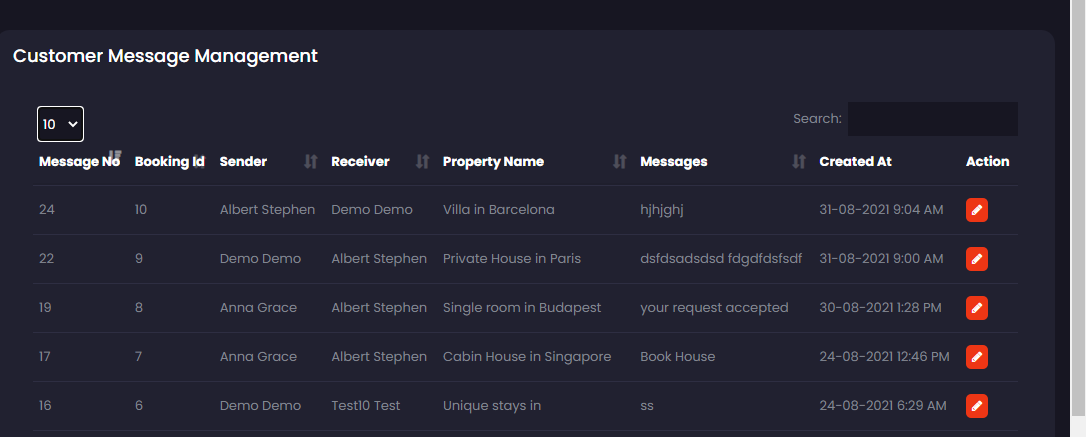 Customer Message Management
10
Search:
Message No Booking Id Sender Receiver Property Name Messages Created At Action
24 10 Albert Stephen Demo Demo Villa in Barcelona hjhjghj 31-08-2021 9:04 AM
22 9 Demo Demo Albert Stephen Private House in Paris dsfdsadsdsd fdgdfdsfsdf 31-08-2021 9:00 AM
19 8 Anna Grace Albert Stephen Single room in Budapest your request accepted 30-08-2021 1:28 PM
17 7 Anna Grace Albert Stephen Cabin House in Singapore Book House 24-08-2021 12:46 PM
16 6 Demo Demo Test10 Test Unique stays in ss 24-08-2021 6:29 AM